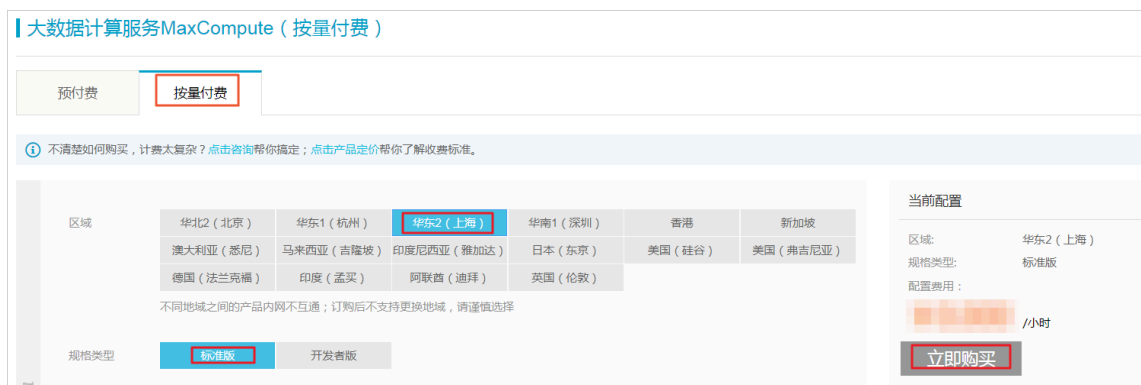 大数据计算服务MaxCompute（按量付费）
预付费
按量付费
不清楚如何购买，计费太复杂？点击咨询帮你搞定；点击产品定价帮你了解收费标准。
区域
华北2（北京）
华东1（杭州）
华东2（上海）
华南1（深圳）
香港
新加坡
澳大利亚（悉尼）
马来西亚（吉隆坡）
印度尼西亚（雅加达）
日本（东京）
美国（硅谷）
美国（弗吉尼亚）
德国（法兰克福）
印度（孟买）
阿联酋（迪拜）
英国（伦敦）
不同地域之间的产品内网不互通；订购后不支持更换地域，请谨慎选择
规格类型
标准版
开发者版
当前配置
区域:
华东2（上海）
规格类型:
标准版
配置费用：
/小时
立即购买